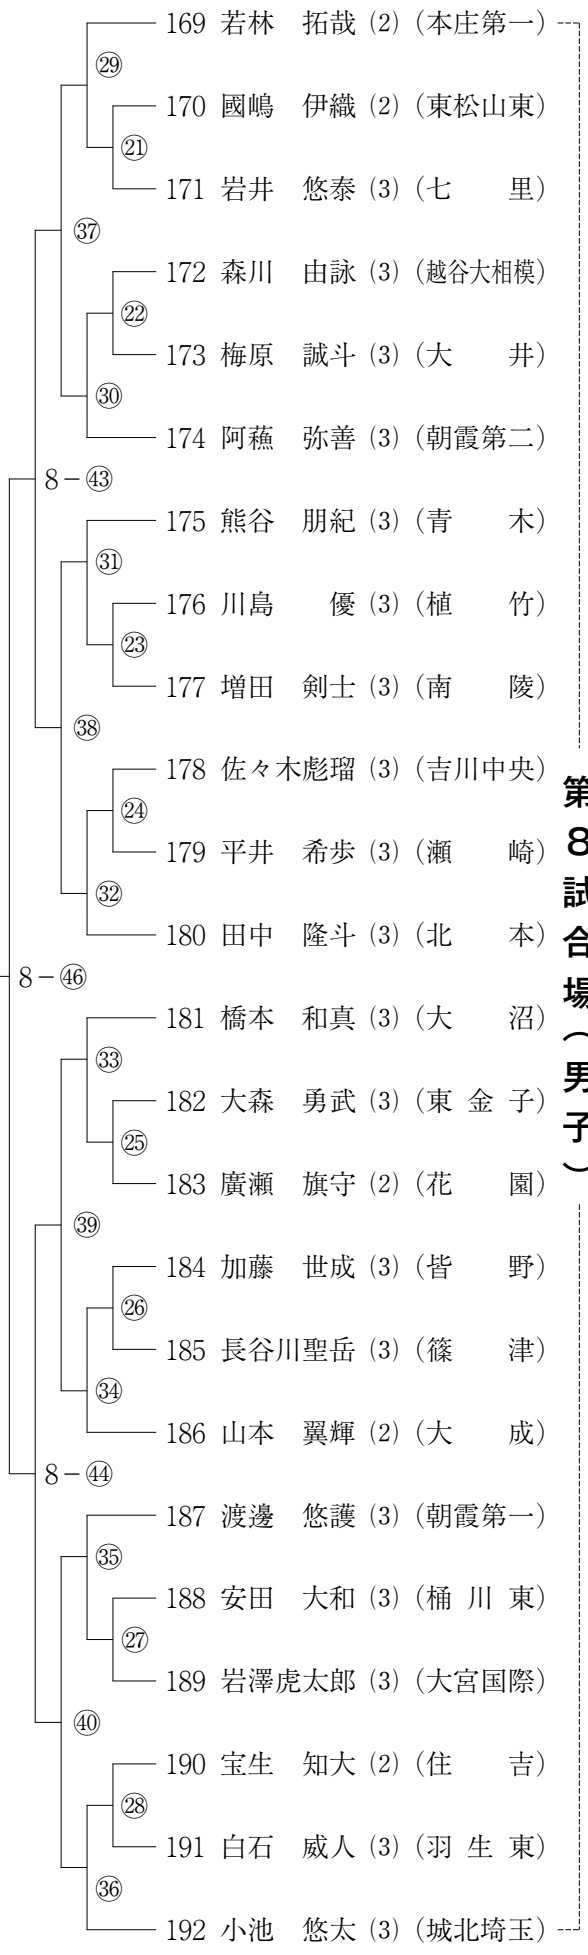 169 若林　拓哉 (2)（本庄第一）
㉙
170 國嶋　伊織 (2)（東松山東）
㉑
171 岩井　悠泰 (3)（七　　里）
㊲
172 森川　由詠 (3)（越谷大相模）
㉒
173 梅原　誠斗 (3)（大　　井）
㉚
174 阿蘓　弥善 (3)（朝霞第二）
8－㊸
175 熊谷　朋紀 (3)（青　　木）
㉛
176 川島　　優 (3)（植　　竹）
㉓
177 増田　剣士 (3)（南　　陵）
㊳
178 佐々木彪瑠 (3)（吉川中央）
㉔
179 平井　希歩 (3)（瀬　　崎）
㉜
180 田中　隆斗 (3)（北　　本）
8－㊻
181 橋本　和真 (3)（大　　沼）
㉝
182 大森　勇武 (3)（東 金 子）
㉕
183 廣瀬　旗守 (2)（花　　園）
㊴
184 加藤　世成 (3)（皆　　野）
㉖
185 長谷川聖岳 (3)（篠　　津）
㉞
186 山本　翼輝 (2)（大　　成）
8－㊹
187 渡邊　悠護 (3)（朝霞第一）
㉟
188 安田　大和 (3)（桶 川 東）
㉗
189 岩澤虎太郎 (3)（大宮国際）
㊵
190 宝生　知大 (2)（住　　吉）
㉘
191 白石　威人 (3)（羽 生 東）
㊱
192 小池　悠太 (3)（城北埼玉）
第８試合場（男子）